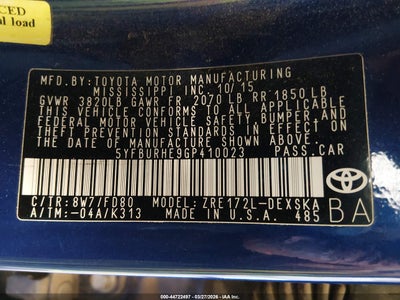 CED
al load
MFD.BY:TOYOTA MOTOR MANUFACTURING
MISSISSIPPI INC. 10/15
GVWR 3820LB GAWR FR 2070 LB RR 1850 LB
THIS VEHICLE CONFORMS TO ALL APPLICABLE
FEDERAL MOTOR VEHICLE SAFETY, BUMPER, AND
THEFT PREVENTION STANDARDS IN EFFECT ON
THE DATE OF MANUFACTURE SHOWN ABOVE.
5YFBURHE9GP410023 PASS.CAR
C/TR: 8W7/FD80 MODEL: ZRE172L-DEXSKA
A/TM:-04A/K313 MADE IN U.S.A. 485
TOYOTA
BA
000-44722497 - 03/27/2026 -